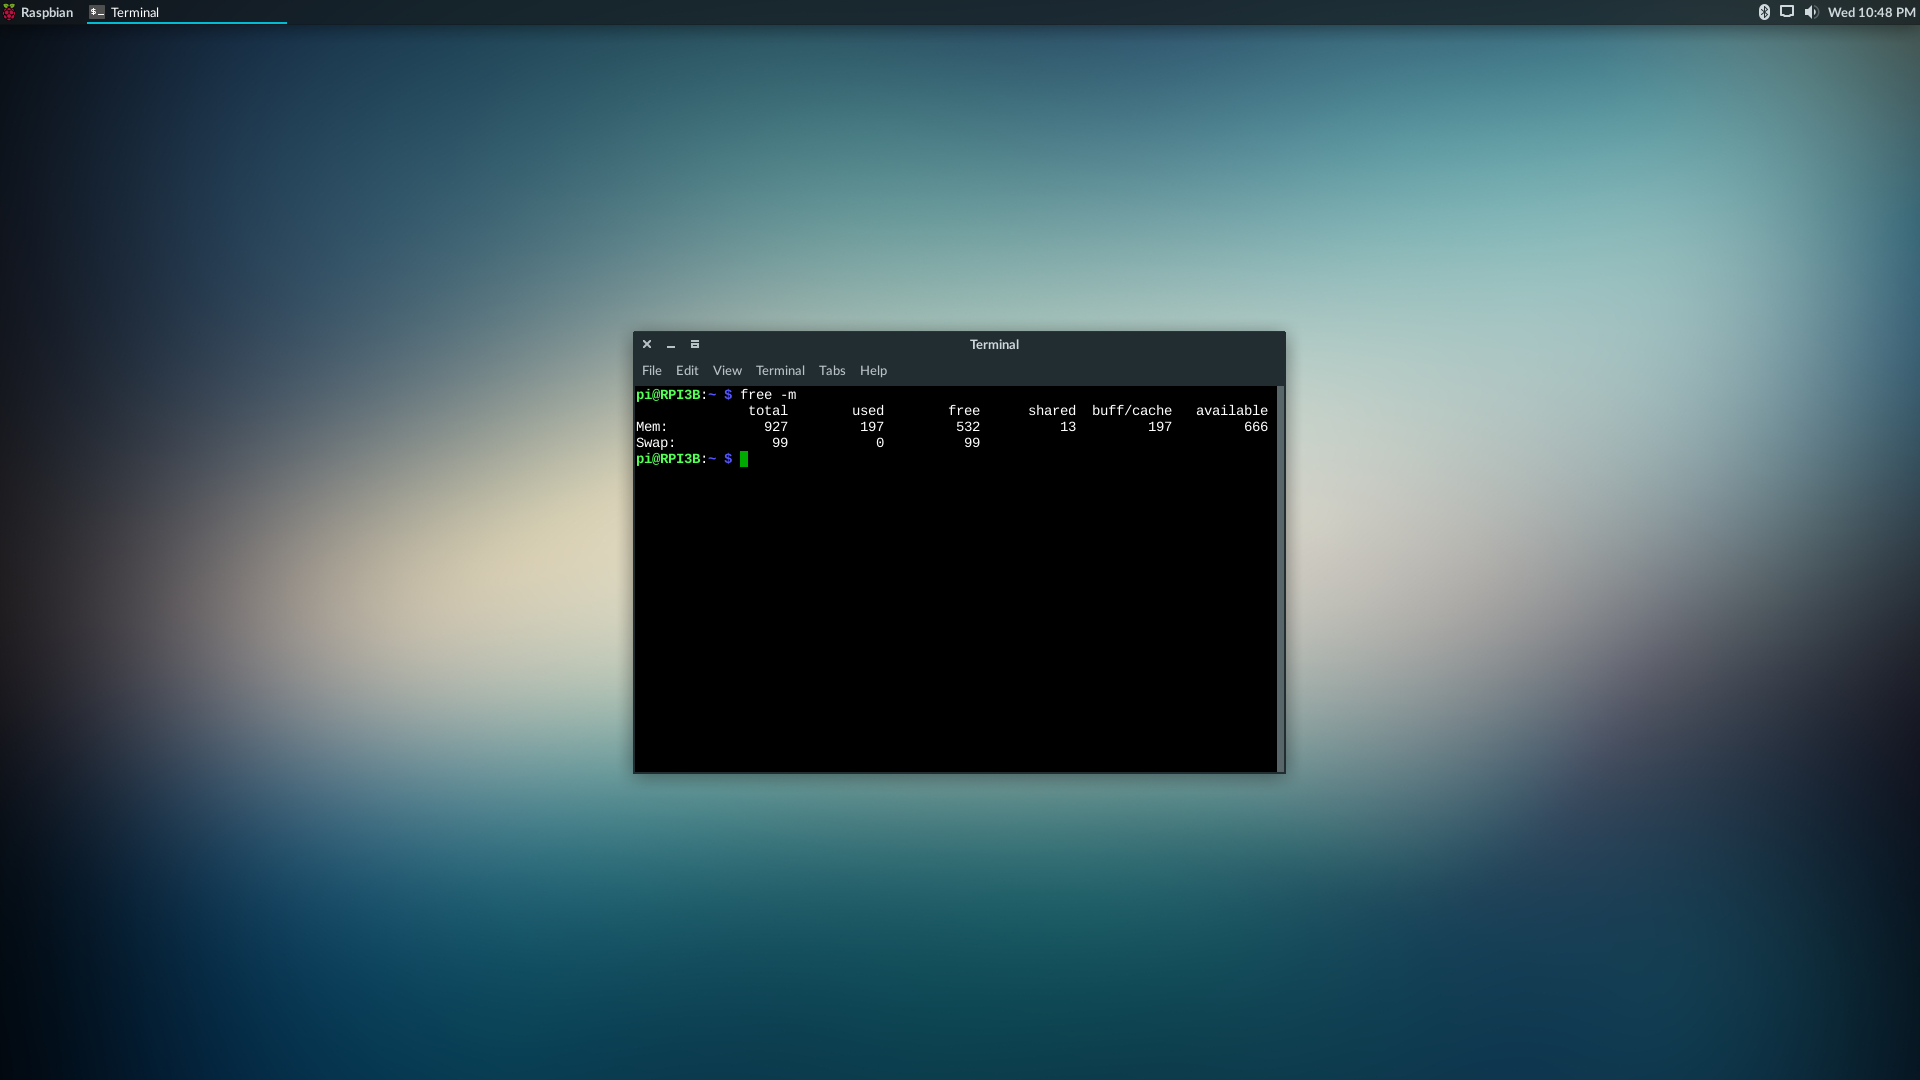 Raspbian $_ Terminal Wed 10:48 PM
Terminal
File Edit View Terminal Tabs Help
pi@RPI3B:~ $ free -m
total used free shared buff/cache available
Mem: 927 197 532 13 197 666
Swap: 99 0 99
pi@RPI3B:~ $